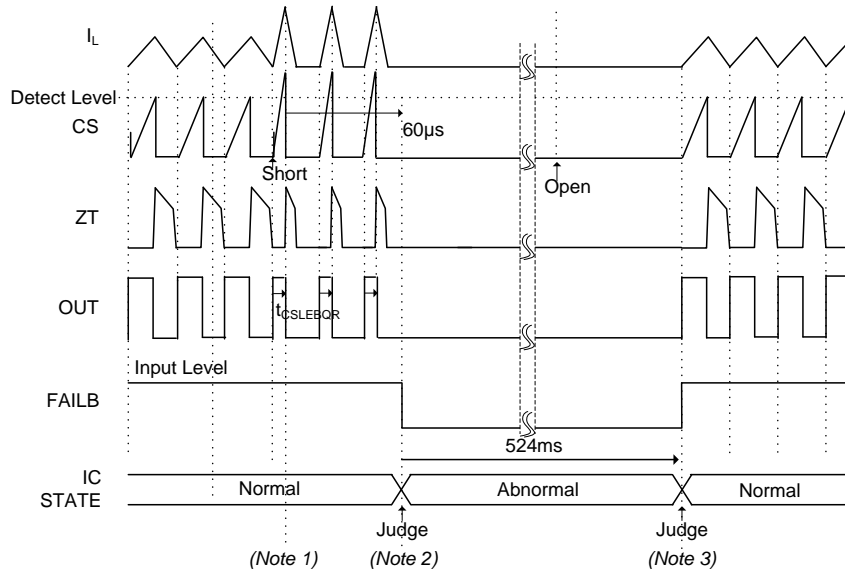 IL
Detect Level
CS
60µs
Short
Open
ZT
OUT
tCSLEBQR
Input Level
FAILB
524ms
IC
STATE
Normal
Abnormal
Normal
Judge
Judge
(Note 1)
(Note 2)
(Note 3)